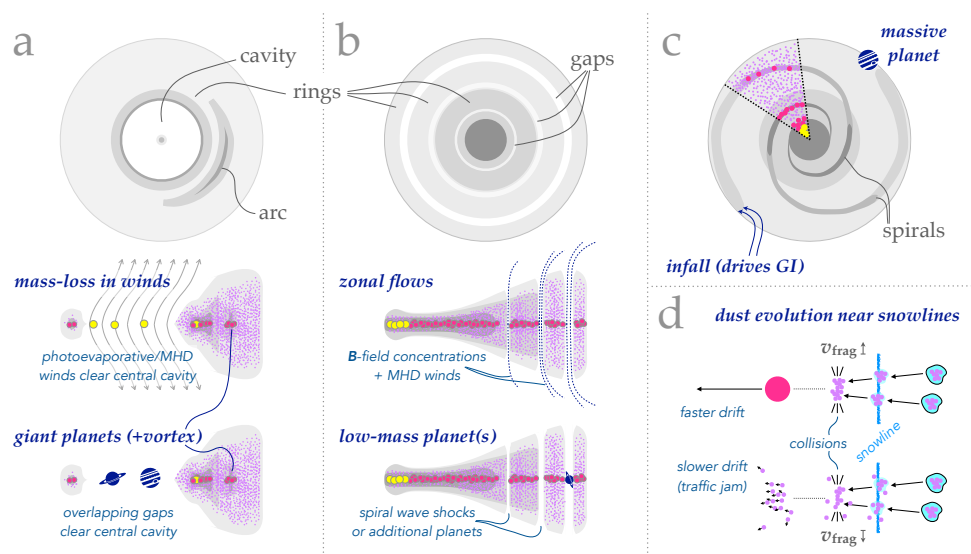 a
cavity
rings
arc
mass-loss in winds
photoevaporative/MHD
winds clear central cavity
giant planets (+vortex)
overlapping gaps
clear central cavity
b
gaps
zonal flows
B-field concentrations
+ MHD winds
low-mass planet(s)
spiral wave shocks
or additional planets
c
massive
planet
spirals
infall (drives GI)
d
dust evolution near snowlines
vfrag
faster drift
collisions
snowline
slower drift
(traffic jam)
vfrag